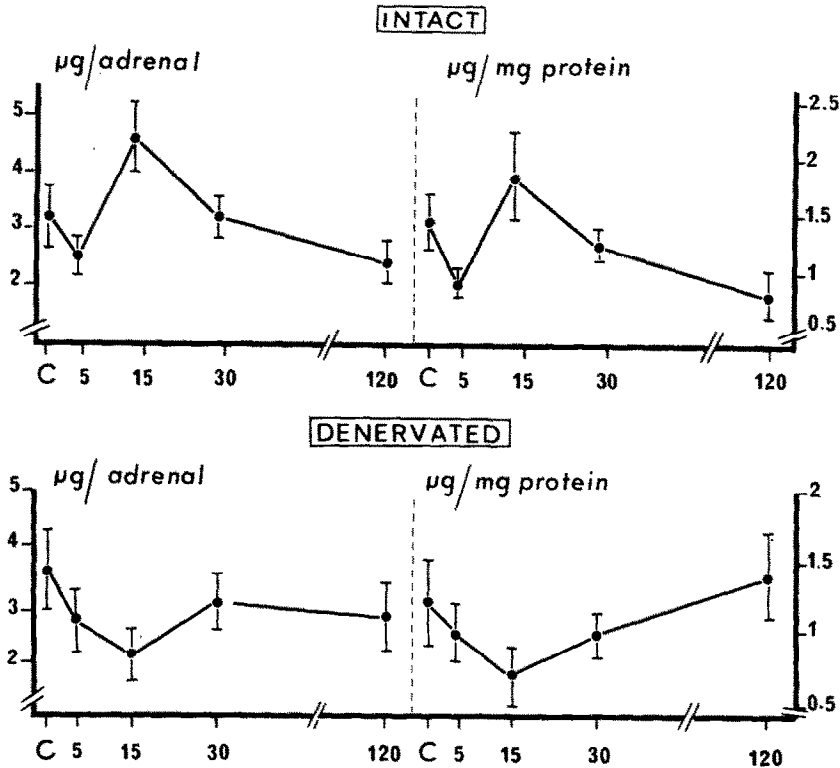 INTACT
µg/adrenal µg/mg protein
5 2.5
4 2
3 1.5
2 1
0.5
C 5 15 30 120 C 5 15 30 120
DENERVATED
µg/adrenal µg/mg protein
5 2
4 1.5
3 1
2
0.5
C 5 15 30 120 C 5 15 30 120